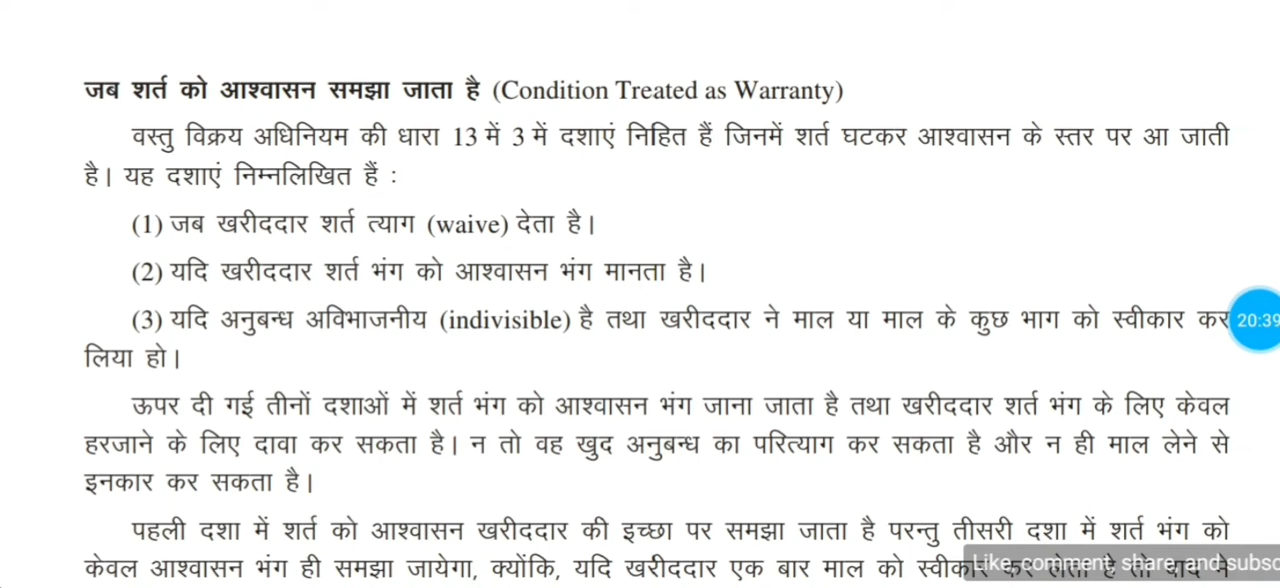 जब शर्त को आश्वासन समझा जाता है (Condition Treated as Warranty)
वस्तु विक्रय अधिनियम की धारा 13 में 3 में दशाएं निहित हैं जिनमें शर्त घटकर आश्वासन के स्तर पर आ जाती
है। यह दशाएं निम्नलिखित हैं :
(1) जब खरीददार शर्त त्याग (waive) देता है।
(2) यदि खरीददार शर्त भंग को आश्वासन भंग मानता है।
(3) यदि अनुबन्ध अविभाजनीय (indivisible) है तथा खरीददार ने माल या माल के कुछ भाग को स्वीकार कर
20:39
लिया हो।
ऊपर दी गई तीनों दशाओं में शर्त भंग को आश्वासन भंग जाना जाता है तथा खरीददार शर्त भंग के लिए केवल
हरजाने के लिए दावा कर सकता है। न तो वह खुद अनुबन्ध का परित्याग कर सकता है और न ही माल लेने से
इनकार कर सकता है।
पहली दशा में शर्त को आश्वासन खरीददार की इच्छा पर समझा जाता है परन्तु तीसरी दशा में शर्त भंग को
केवल आश्वासन भंग ही समझा जायेगा, क्योंकि, यदि खरीददार एक बार माल को स्वीकार कर लेता है तो
Like, comment, share, and subsc